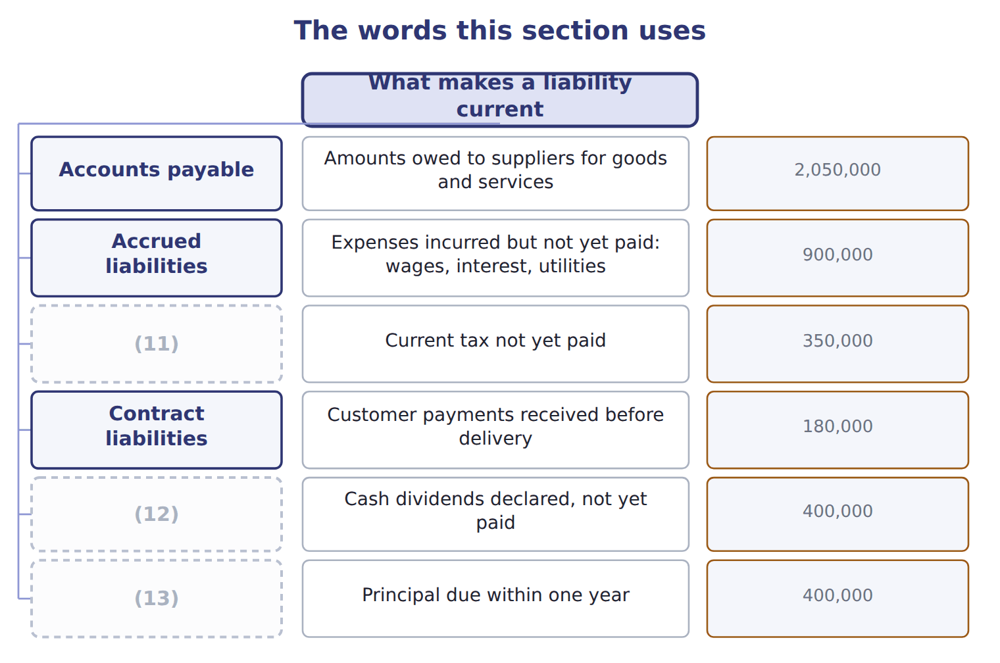 The words this section uses
What makes a liability
current
Accounts payable
Amounts owed to suppliers for goods
and services
2,050,000
Accrued
liabilities
Expenses incurred but not yet paid:
wages, interest, utilities
900,000
(11)
Current tax not yet paid
350,000
Contract
liabilities
Customer payments received before
delivery
180,000
(12)
Cash dividends declared, not yet
paid
400,000
(13)
Principal due within one year
400,000